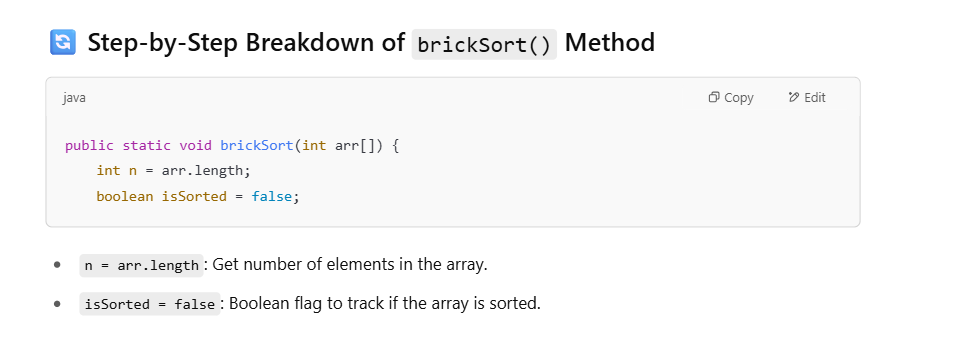 🔄 Step-by-Step Breakdown of brickSort() Method
java Copy Edit
public static void brickSort(int arr[]) {
    int n = arr.length;
    boolean isSorted = false;
• n = arr.length: Get number of elements in the array.
• isSorted = false: Boolean flag to track if the array is sorted.